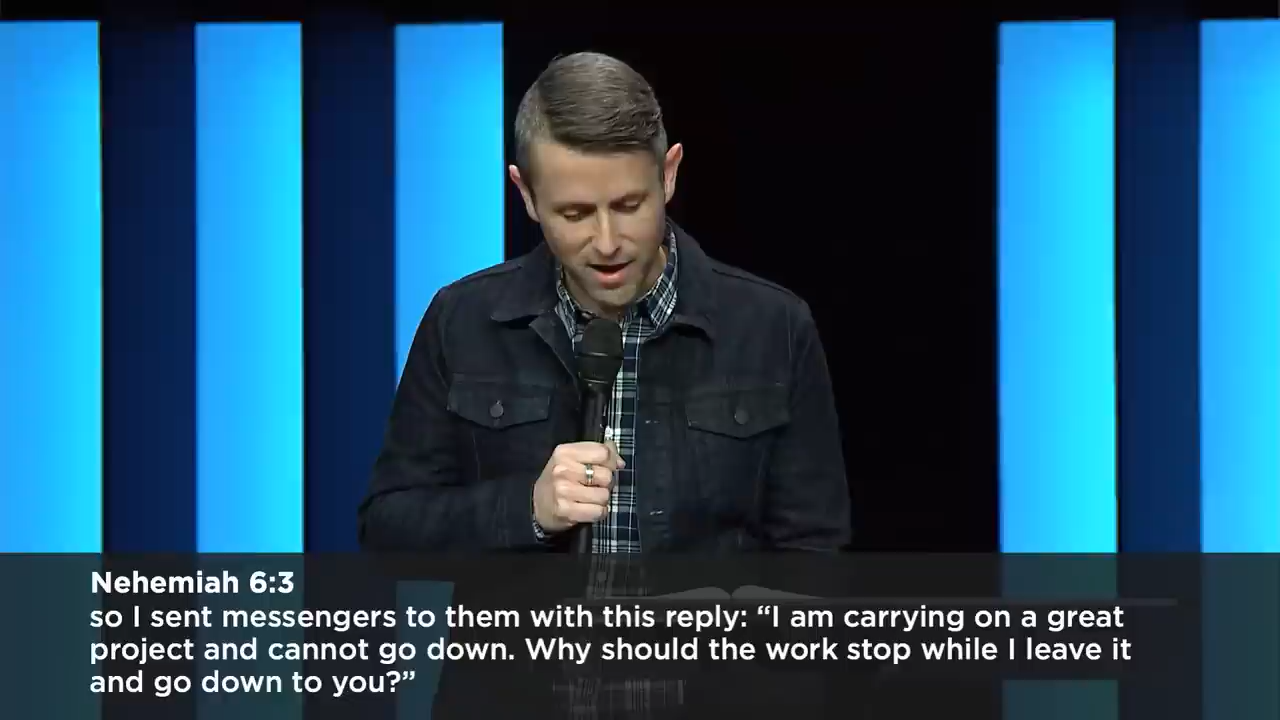 Nehemiah 6:3
so I sent messengers to them with this reply: “I am carrying on a great
project and cannot go down. Why should the work stop while I leave it
and go down to you?”